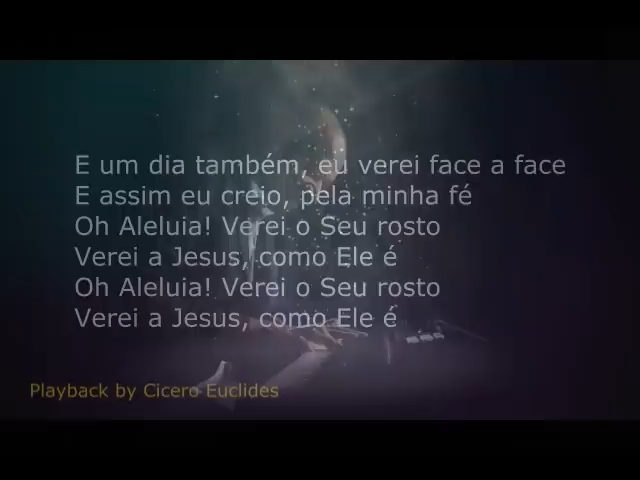 E um dia também, eu verei face a face
E assim eu creio, pela minha fé
Oh Aleluia! Verei o Seu rosto
Verei a Jesus, como Ele é
Oh Aleluia! Verei o Seu rosto
Verei a Jesus, como Ele é
Playback by Cicero Euclides